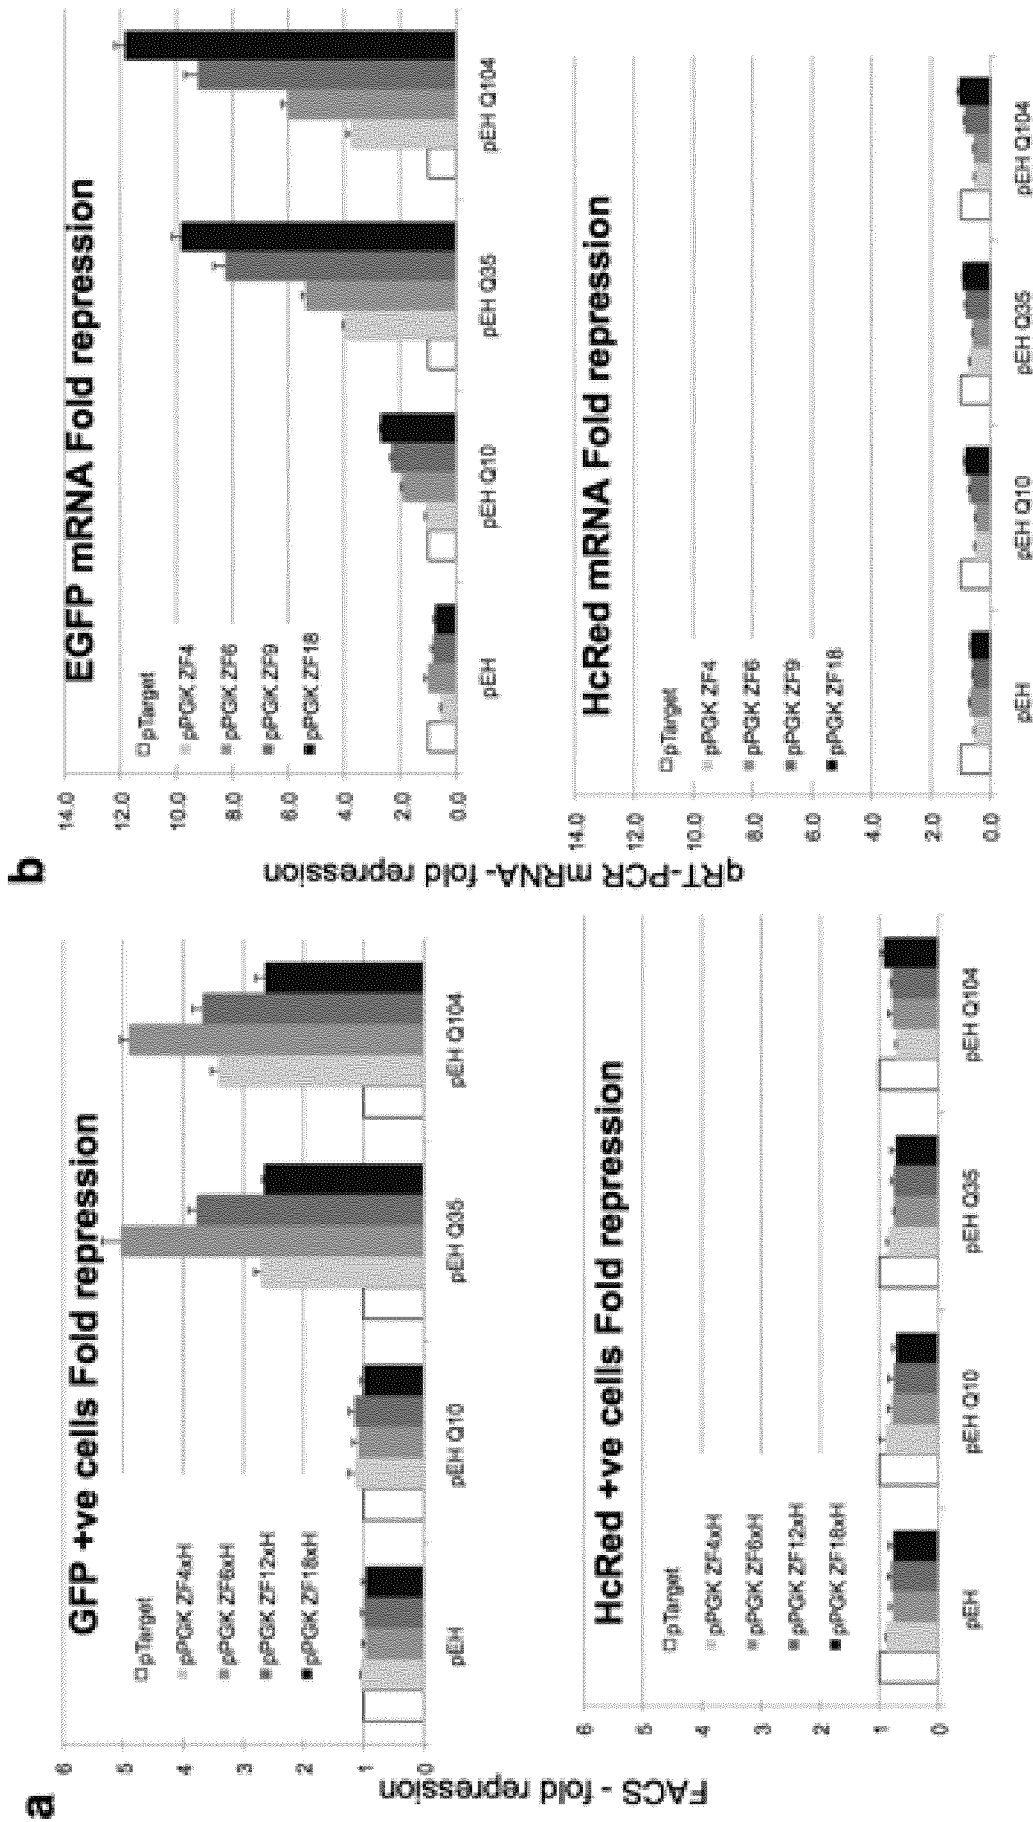 a
GFP +ve cells Fold repression
6
5
4
3
2
1
0
pTarget
pPGK ZF4xH
pPGK ZF6xH
pPGK ZF12xH
pPGK ZF18xH
pEH
pEH Q10
pEH Q35
pEH Q104
FACS - fold repression
HcRed +ve cells Fold repression
6
5
4
3
2
1
0
pTarget
pPGK ZF4xH
pPGK ZF6xH
pPGK ZF12xH
pPGK ZF18xH
pEH
pEH Q10
pEH Q35
pEH Q104
b
EGFP mRNA Fold repression
14.0
12.0
10.0
8.0
6.0
4.0
2.0
0.0
pTarget
pPGK ZF4
pPGK ZF6
pPGK ZF9
pPGK ZF18
pEH
pEH Q10
pEH Q35
pEH Q104
qRT-PCR mRNA- fold repression
HcRed mRNA Fold repression
14.0
12.0
10.0
8.0
6.0
4.0
2.0
0.0
pTarget
pPGK ZF4
pPGK ZF6
pPGK ZF9
pPGK ZF18
pEH
pEH Q10
pEH Q35
pEH Q104